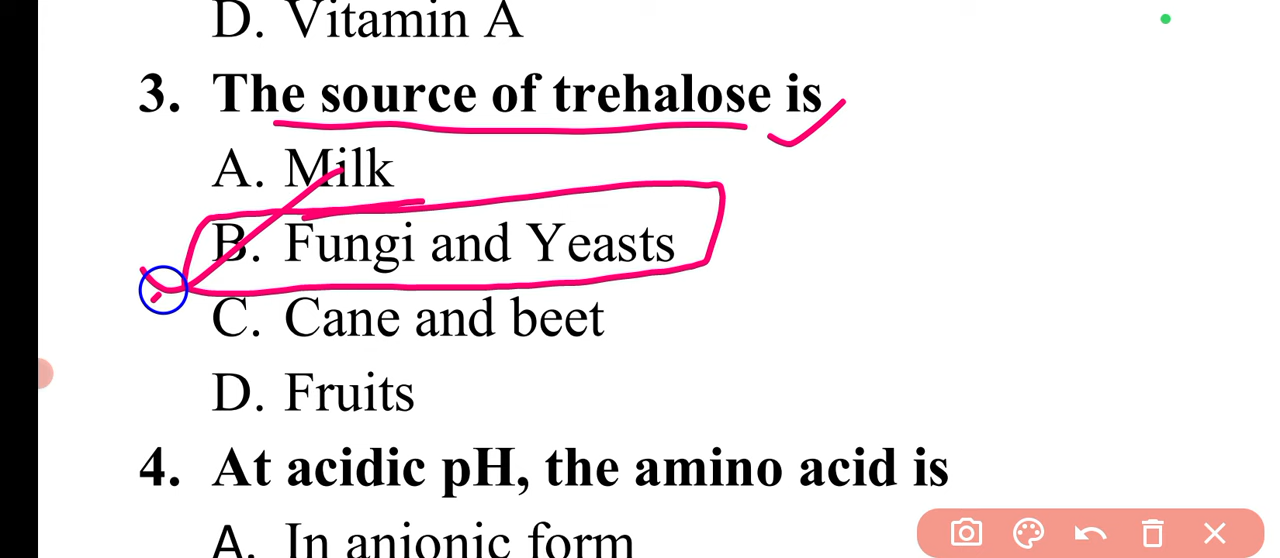 D. Vitamin A
3. The source of trehalose is
A. Milk
B. Fungi and Yeasts
C. Cane and beet
D. Fruits
4. At acidic pH, the amino acid is
A. In anionic form